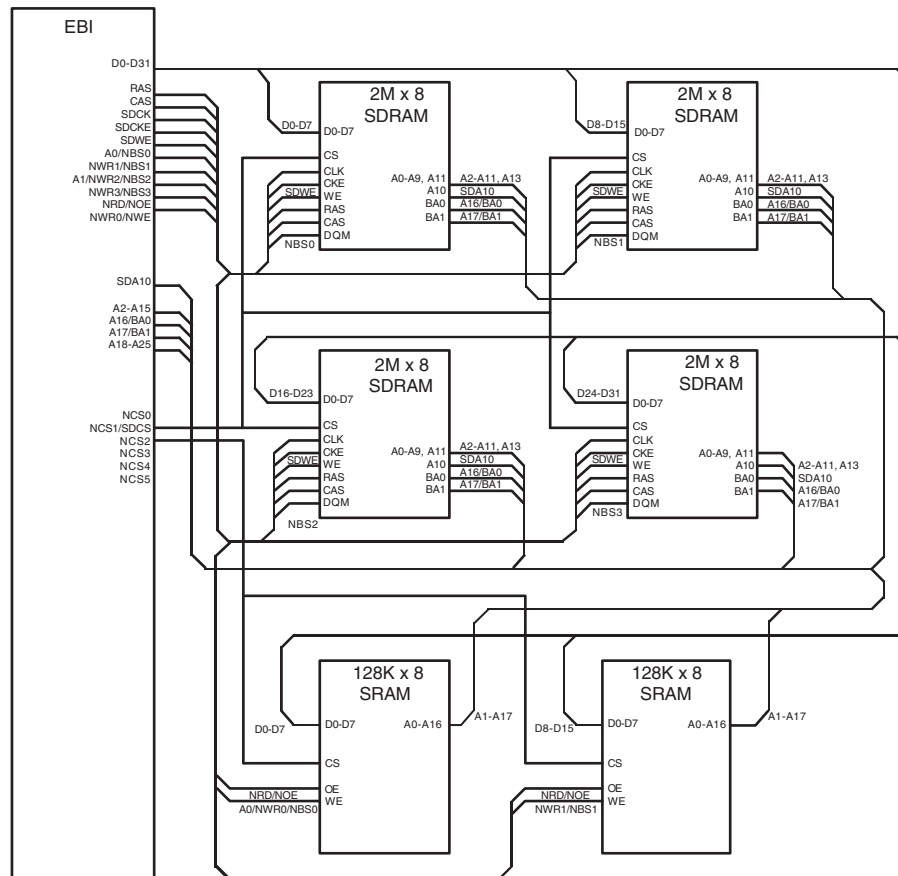 EBI
D0-D31
RAS
CAS
SDCK
SDCKE
SDWE
A0/NBS0
NWR1/NBS1
A1/NWR2/NBS2
NWR3/NBS3
NRD/NOE
NWR0/NWE
SDA10
A2-A15
A16/BA0
A17/BA1
A18-A25
NCS0
NCS1/SDCS
NCS2
NCS3
NCS4
NCS5
2M x 8
SDRAM
D0-D7
D0-D7
CS
CLK
CKE
SDWE
WE
RAS
CAS
DQM
NBS0
A0-A9, A11
A10
BA0
BA1
A2-A11, A13
SDA10
A16/BA0
A17/BA1
2M x 8
SDRAM
D8-D15
D0-D7
CS
CLK
CKE
SDWE
WE
RAS
CAS
DQM
NBS1
A0-A9, A11
A10
BA0
BA1
A2-A11, A13
SDA10
A16/BA0
A17/BA1
2M x 8
SDRAM
D16-D23
D0-D7
CS
CLK
CKE
SDWE
WE
RAS
CAS
DQM
NBS2
A0-A9, A11
A10
BA0
BA1
A2-A11, A13
SDA10
A16/BA0
A17/BA1
2M x 8
SDRAM
D24-D31
D0-D7
CS
CLK
CKE
SDWE
WE
RAS
CAS
DQM
NBS3
A0-A9, A11
A10
BA0
BA1
A2-A11, A13
SDA10
A16/BA0
A17/BA1
128K x 8
SRAM
D0-D7
D0-D7
A0-A16
A1-A17
CS
OE
NRD/NOE
WE
A0/NWR0/NBS0
128K x 8
SRAM
D8-D15
D0-D7
A0-A16
A1-A17
CS
OE
NRD/NOE
WE
NWR1/NBS1